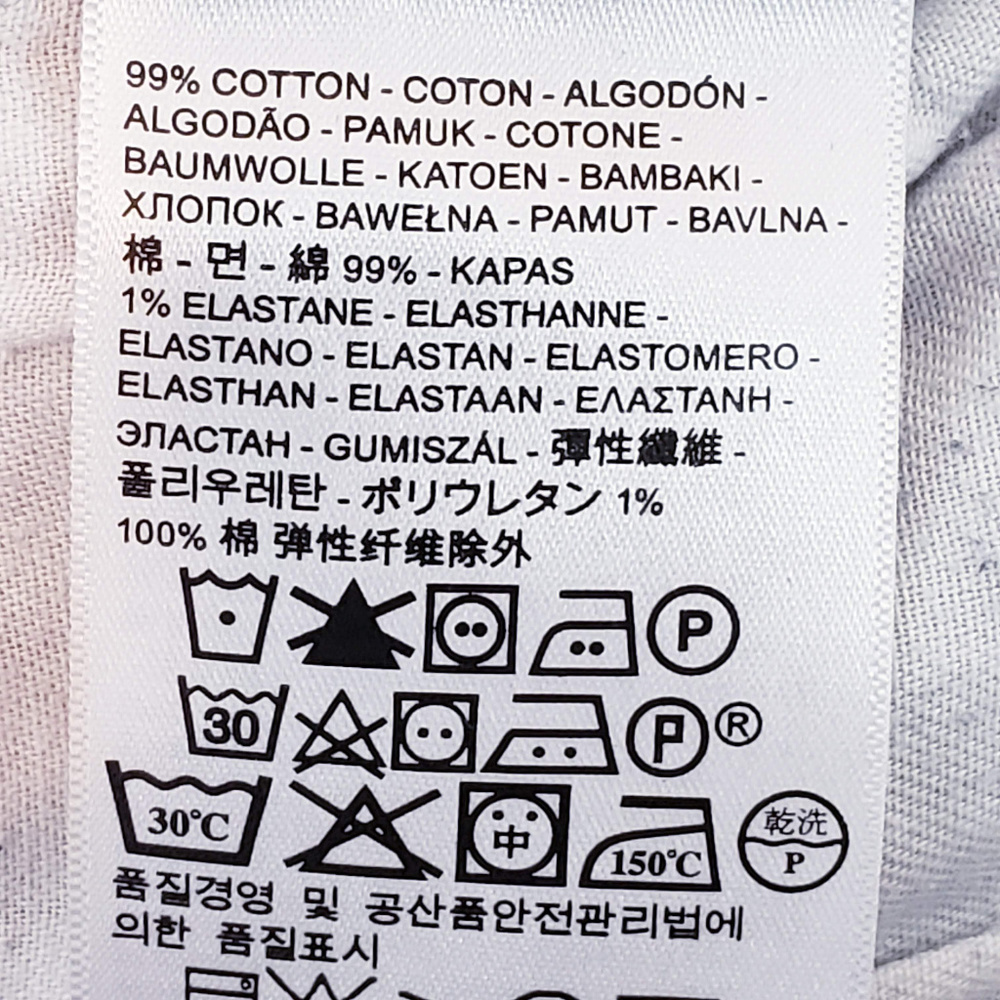 99% COTTON - COTON - ALGODÓN -
ALGODÃO - PAMUK - COTONE -
BAUMWOLLE - KATOEN - BAMBAKI -
ХЛОПОК - BAWEŁNA - PAMUT - BAVLNA -
棉 - 면 - 綿 99% - KAPAS
1% ELASTANE - ELASTHANNE -
ELASTANO - ELASTAN - ELASTOMERO -
ELASTHAN - ELASTAAN - ΕΛΑΣΤΑΝΗ -
ЭЛАСТАН - GUMISZÁL - 彈性纖維 -
폴리우레탄 - ポリウレタン 1%
100% 棉 弹性纤维除外
P
30 P ®
30°C 中 150°C 乾洗 P
품질경영 및 공산품안전관리법에
의한 품질표시